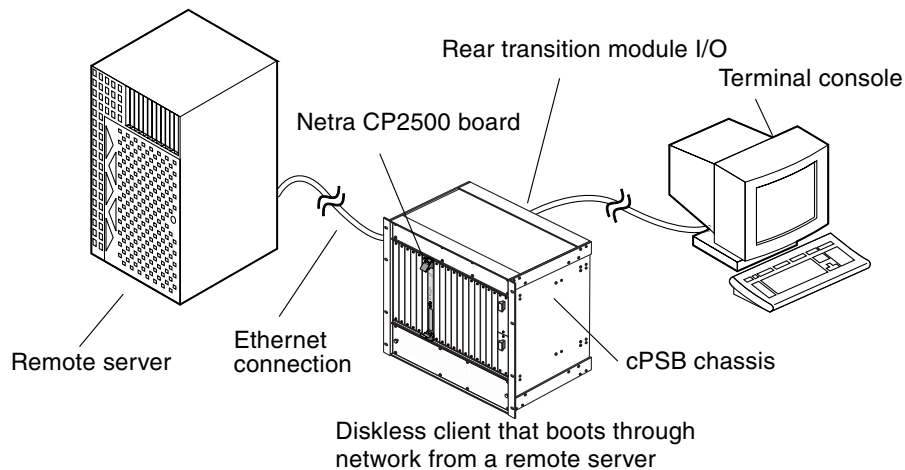 Rear transition module I/O
Terminal console
Netra CP2500 board
Remote server
Ethernet
connection
cPSB chassis
Diskless client that boots through
network from a remote server